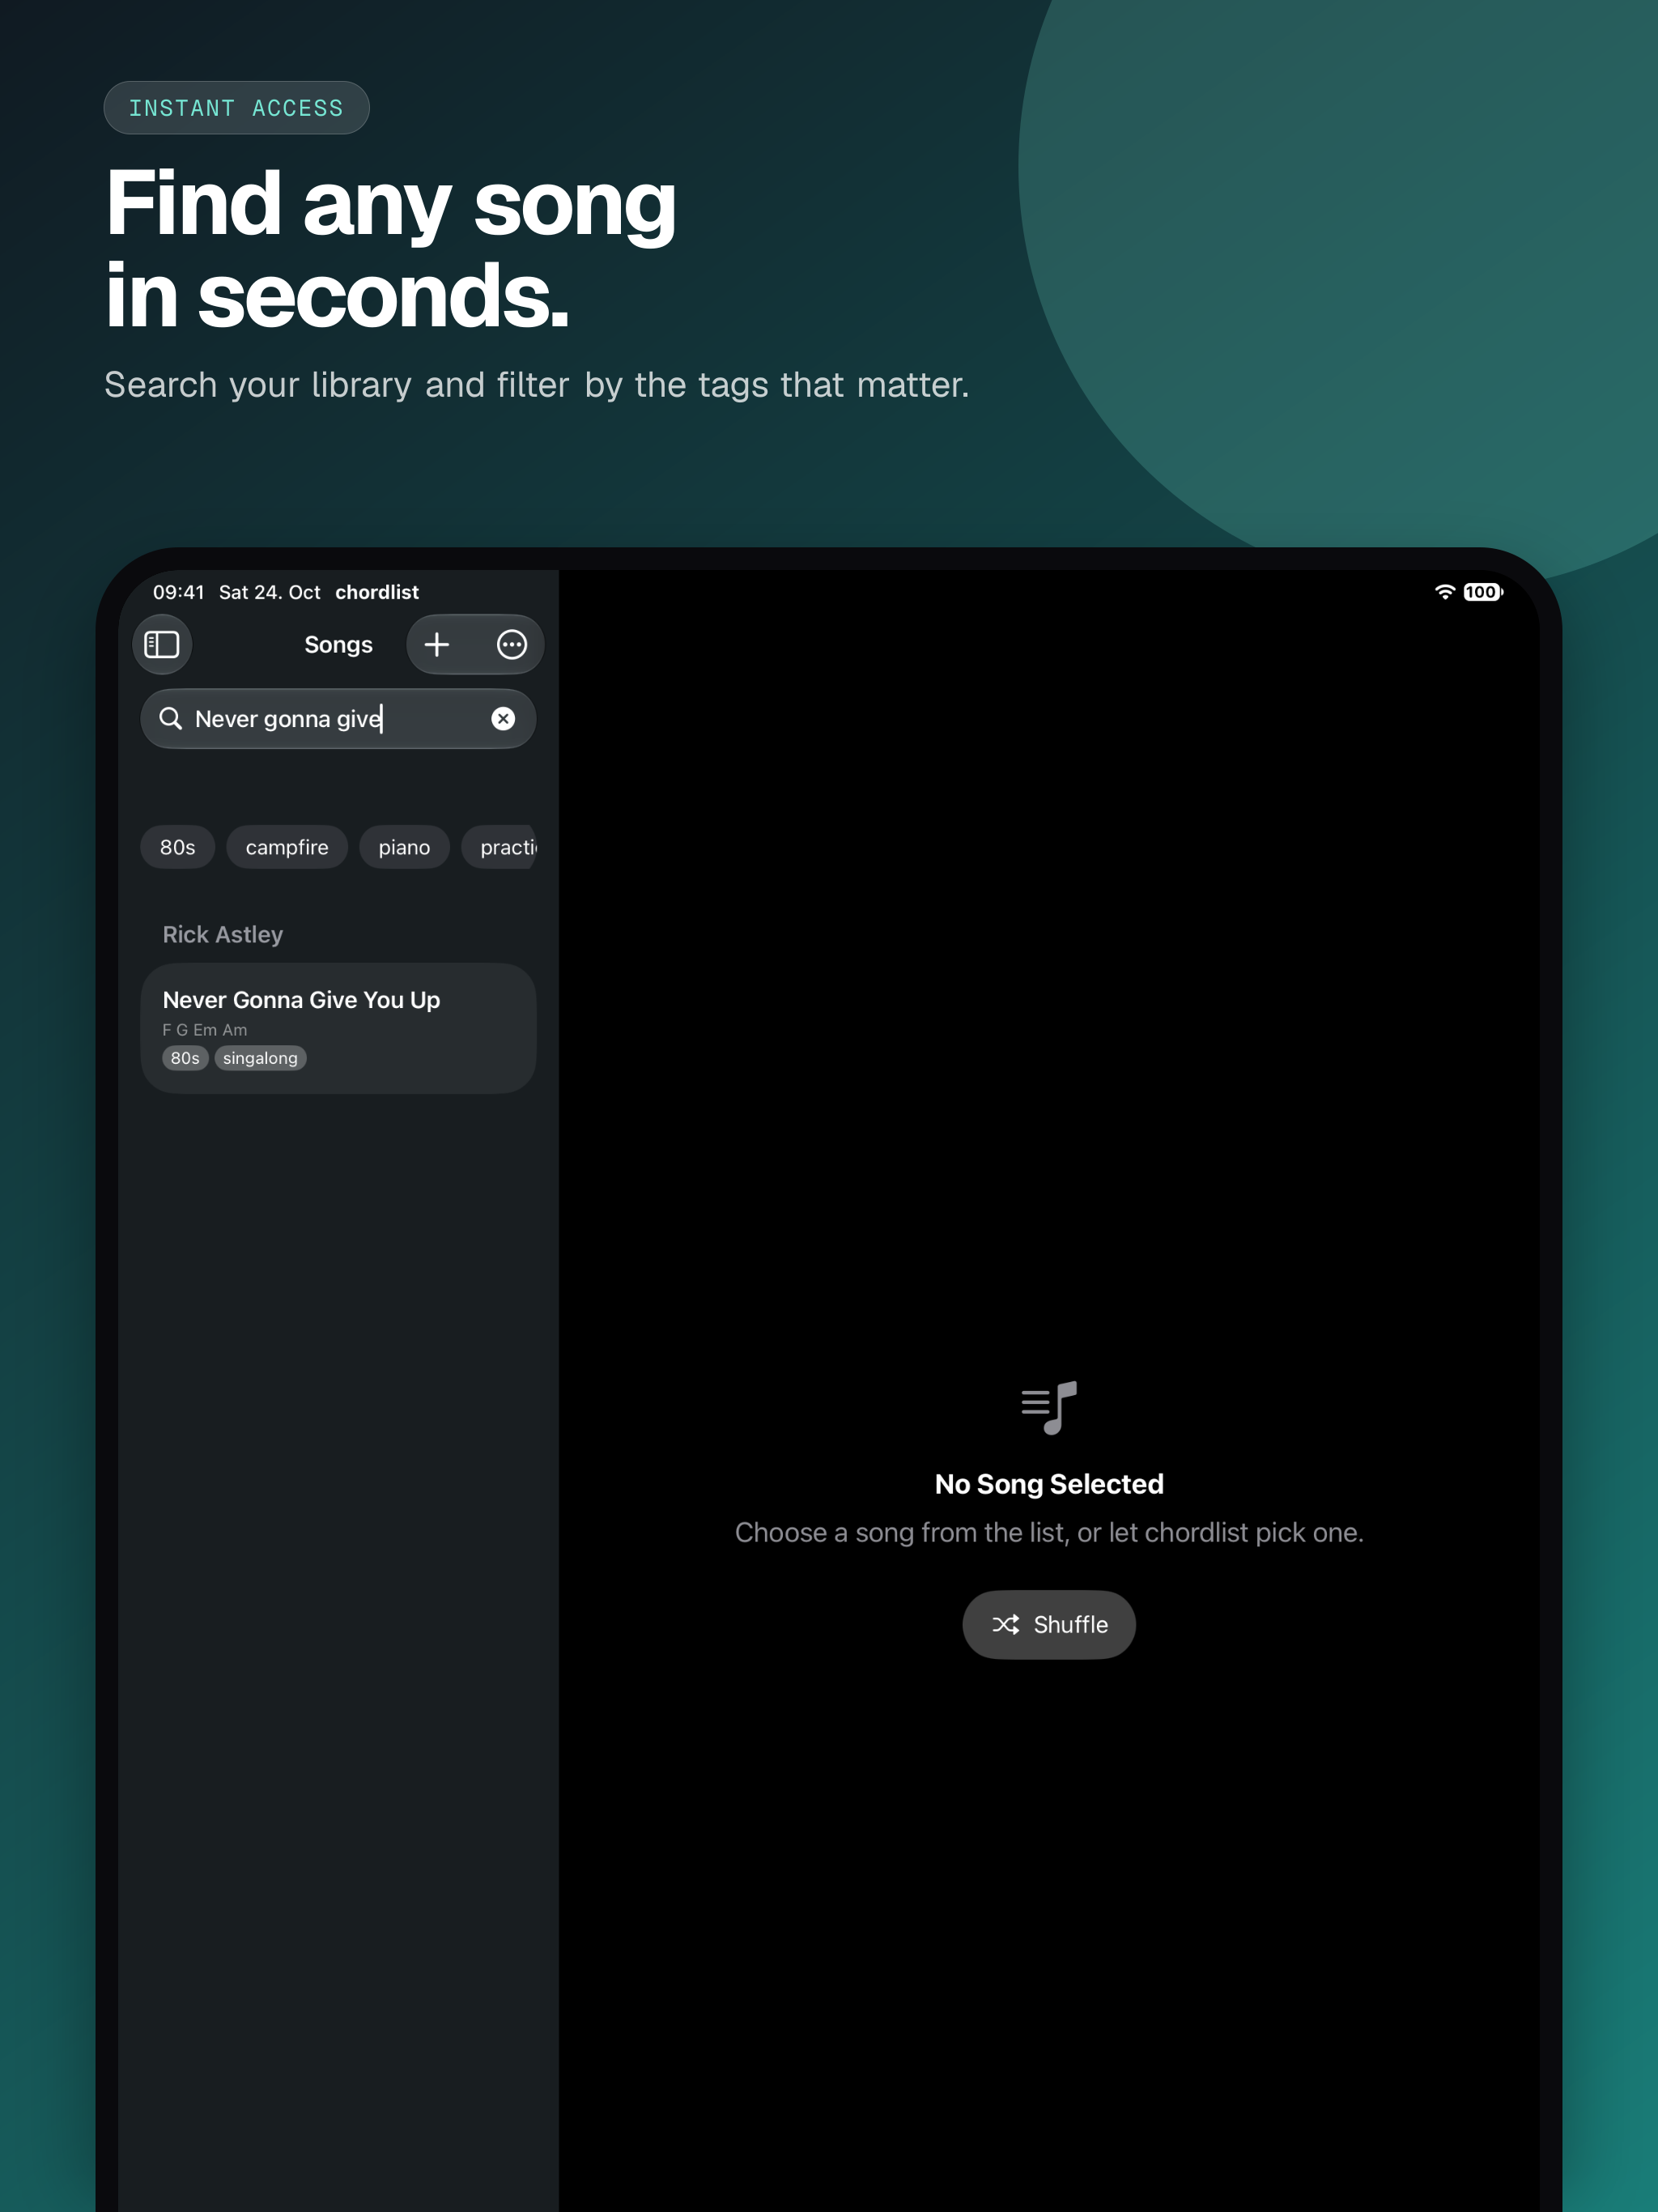 INSTANT ACCESS
Find any song
in seconds.
Search your library and filter by the tags that matter.
09:41 Sat 24. Oct chordlist
100
Songs
Never gonna give
80s campfire piano practi
Rick Astley
Never Gonna Give You Up
F G Em Am
80s singalong
No Song Selected
Choose a song from the list, or let chordlist pick one.
Shuffle